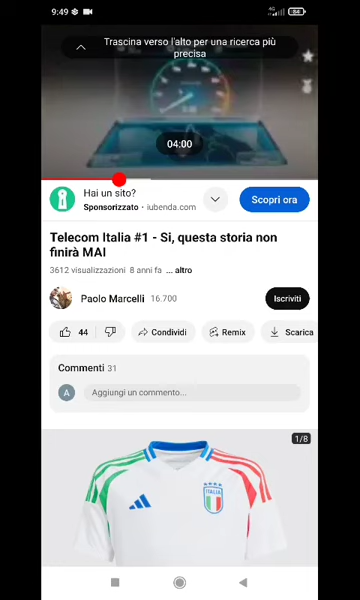 9:49
4G
84
Trascina verso l'alto per una ricerca più
precisa
04:00
Hai un sito?
Sponsorizzato · iubenda.com
Scopri ora
Telecom Italia #1 - Si, questa storia non
finirà MAI
3612 visualizzazioni 8 anni fa ... altro
Paolo Marcelli 16.700
Iscriviti
44
Condividi
Remix
Scarica
Commenti 31
A
Aggiungi un commento...
1/8
ITALIA